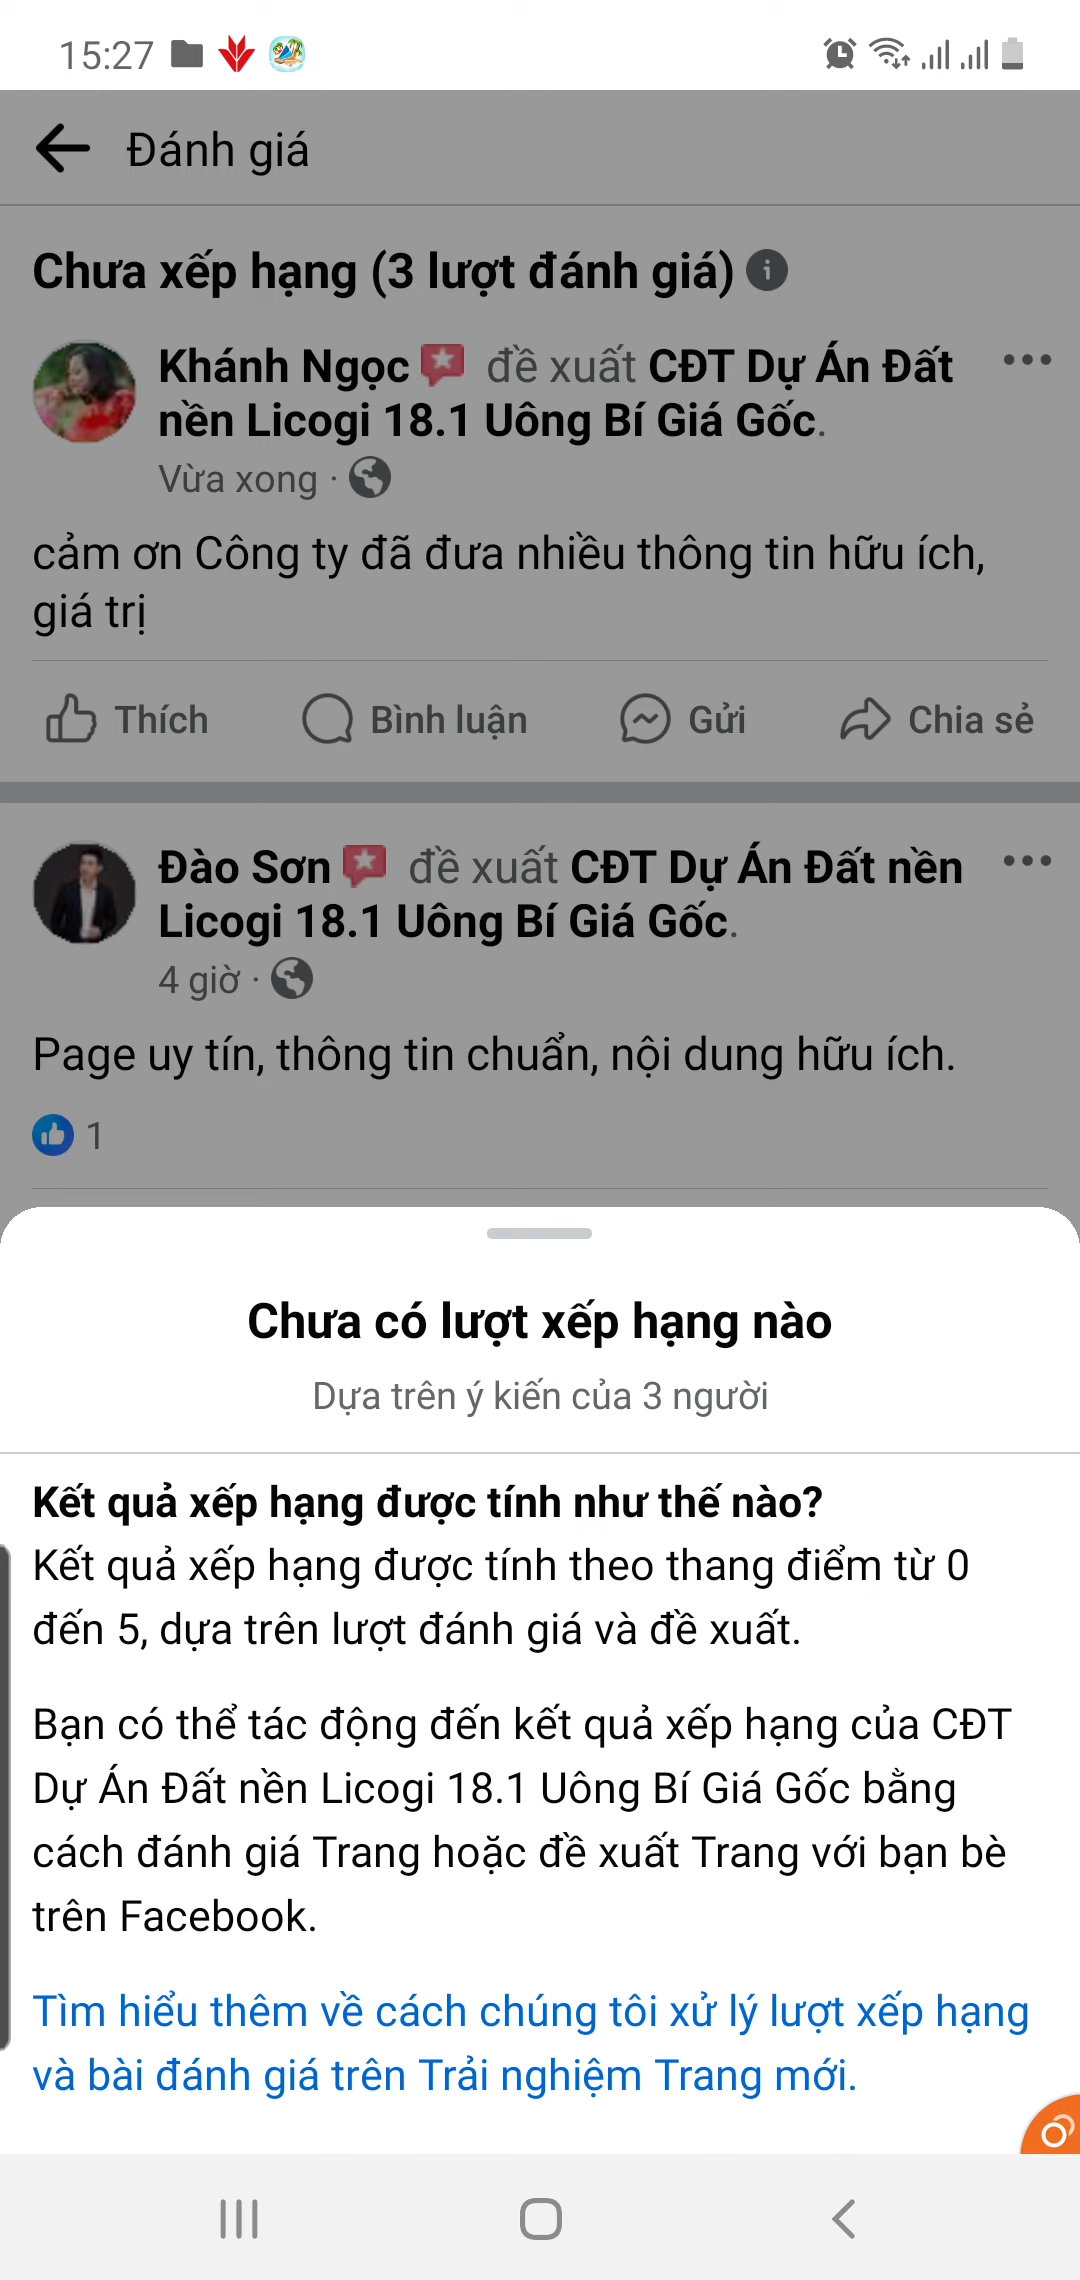 15:27
Đánh giá
Chưa xếp hạng (3 lượt đánh giá)
Khánh Ngọc đề xuất CĐT Dự Án Đất
nền Licogi 18.1 Uông Bí Giá Gốc.
Vừa xong ·
cảm ơn Công ty đã đưa nhiều thông tin hữu ích,
giá trị
Thích Bình luận Gửi Chia sẻ
Đào Sơn đề xuất CĐT Dự Án Đất nền
Licogi 18.1 Uông Bí Giá Gốc.
4 giờ ·
Page uy tín, thông tin chuẩn, nội dung hữu ích.
1
Chưa có lượt xếp hạng nào
Dựa trên ý kiến của 3 người
Kết quả xếp hạng được tính như thế nào?
Kết quả xếp hạng được tính theo thang điểm từ 0
đến 5, dựa trên lượt đánh giá và đề xuất.
Bạn có thể tác động đến kết quả xếp hạng của CĐT
Dự Án Đất nền Licogi 18.1 Uông Bí Giá Gốc bằng
cách đánh giá Trang hoặc đề xuất Trang với bạn bè
trên Facebook.
Tìm hiểu thêm về cách chúng tôi xử lý lượt xếp hạng
và bài đánh giá trên Trải nghiệm Trang mới.